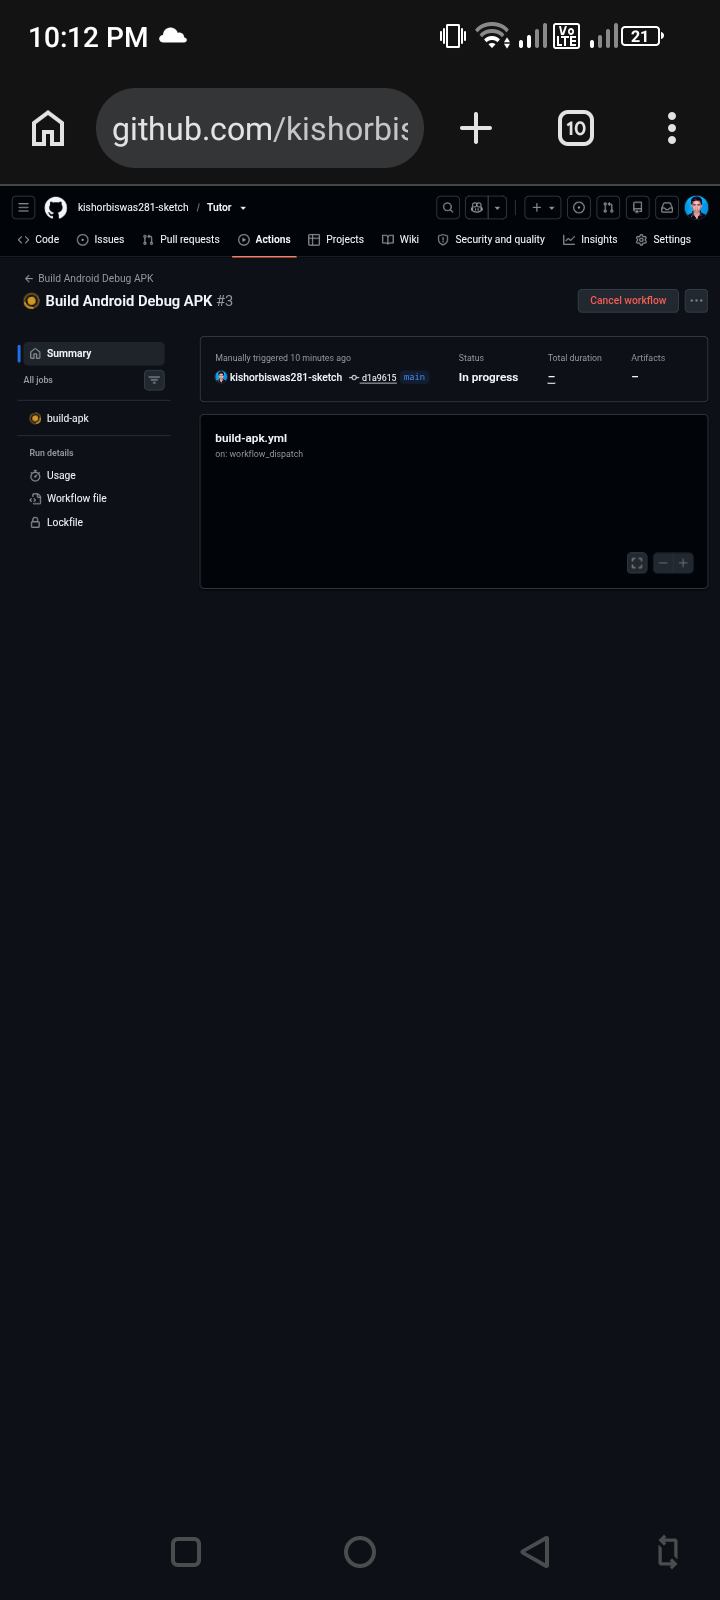 10:12 PM
Vo LTE
21
github.com/kishorbis
10
kishorbiswas281-sketch / Tutor
Code Issues Pull requests Actions Projects Wiki Security and quality Insights Settings
Build Android Debug APK
Build Android Debug APK #3
Cancel workflow
Summary
All jobs
build-apk
Run details
Usage
Workflow file
Lockfile
Manually triggered 10 minutes ago
kishorbiswas281-sketch d1a9615 main
Status
In progress
Total duration
–
Artifacts
–
build-apk.yml
on: workflow_dispatch